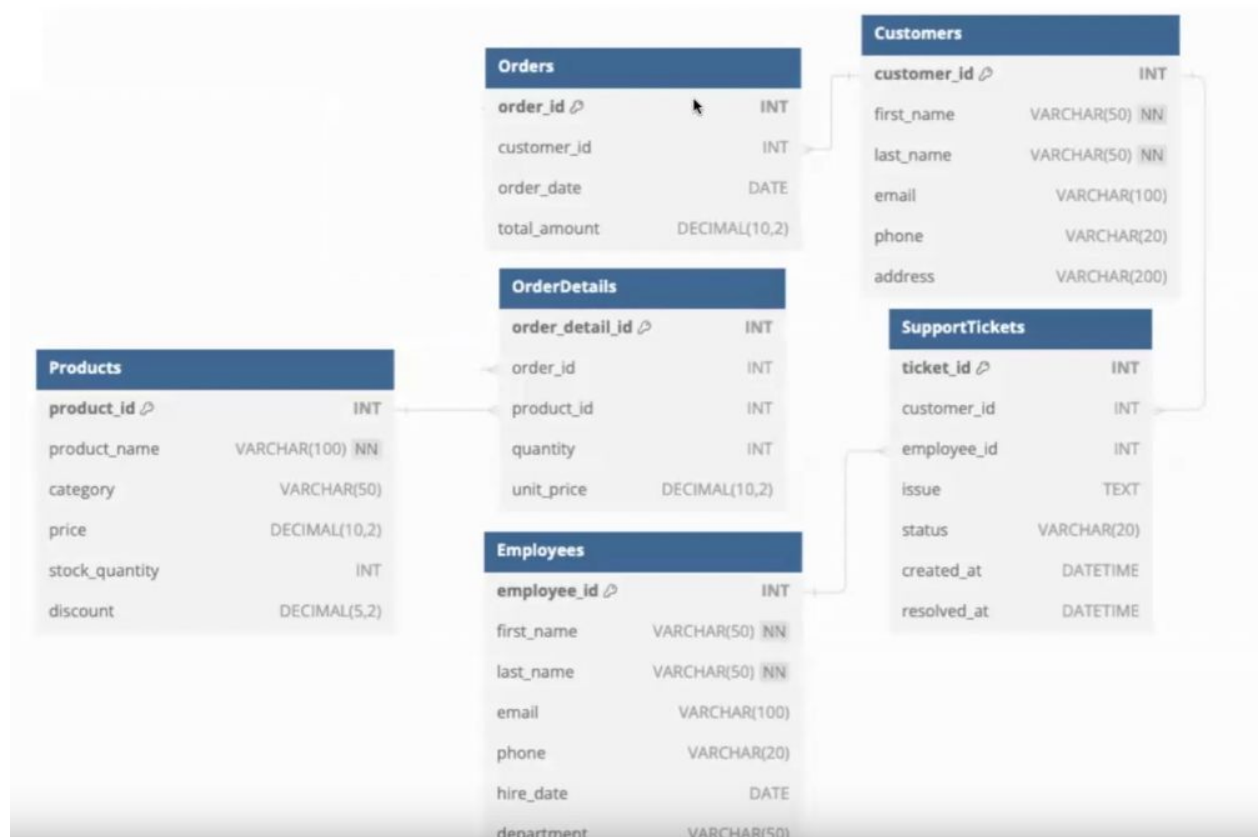 Orders
order_id INT
customer_id INT
order_date DATE
total_amount DECIMAL(10,2)
Customers
customer_id INT
first_name VARCHAR(50) NN
last_name VARCHAR(50) NN
email VARCHAR(100)
phone VARCHAR(20)
address VARCHAR(200)
OrderDetails
order_detail_id INT
order_id INT
product_id INT
quantity INT
unit_price DECIMAL(10,2)
SupportTickets
ticket_id INT
customer_id INT
employee_id INT
issue TEXT
status VARCHAR(20)
created_at DATETIME
resolved_at DATETIME
Products
product_id INT
product_name VARCHAR(100) NN
category VARCHAR(50)
price DECIMAL(10,2)
stock_quantity INT
discount DECIMAL(5,2)
Employees
employee_id INT
first_name VARCHAR(50) NN
last_name VARCHAR(50) NN
email VARCHAR(100)
phone VARCHAR(20)
hire_date DATE
department VARCHAR(50)